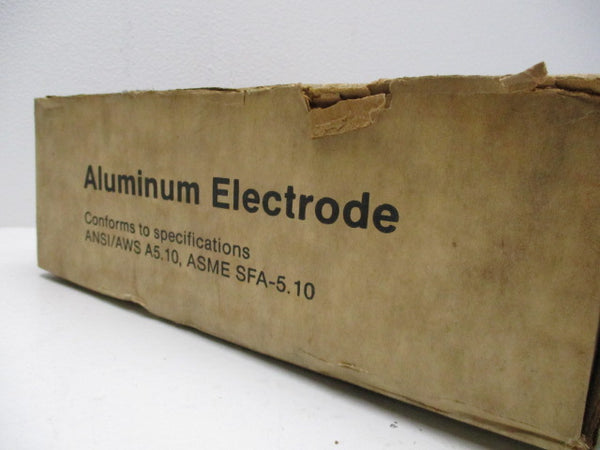 Aluminum Electrode
Conforms to specifications
ANSI/AWS A5.10, ASME SFA-5.10